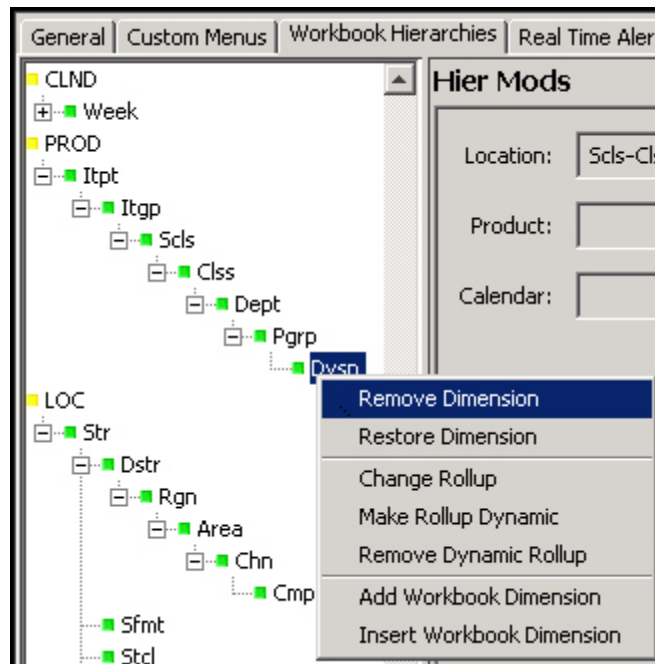 General Custom Menus Workbook Hierarchies Real Time Aler
CLND
Week
PROD
Itpt
Itgp
Scls
Clss
Dept
Pgrp
Dvsn
LOC
Str
Dstr
Rgn
Area
Chn
Cmp
Sfmt
Stcl
Hier Mods
Location: Scls-Cl
Product:
Calendar:
Remove Dimension
Restore Dimension
Change Rollup
Make Rollup Dynamic
Remove Dynamic Rollup
Add Workbook Dimension
Insert Workbook Dimension